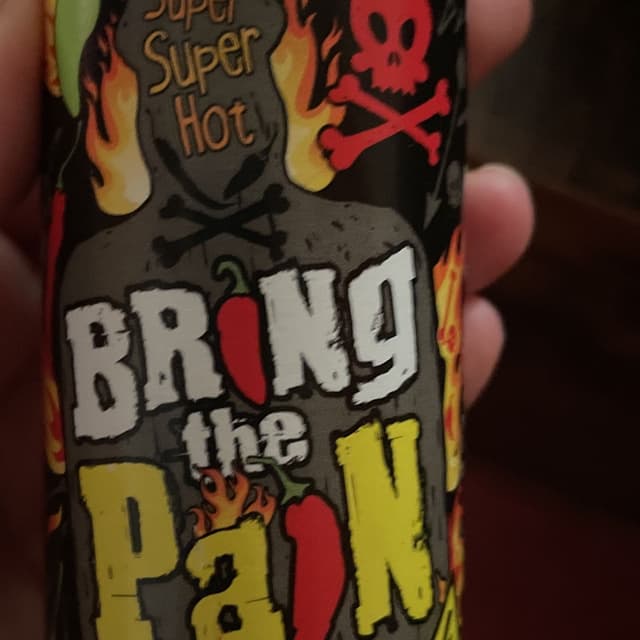 Super
Super
Hot
BRiNg
the
PaiN